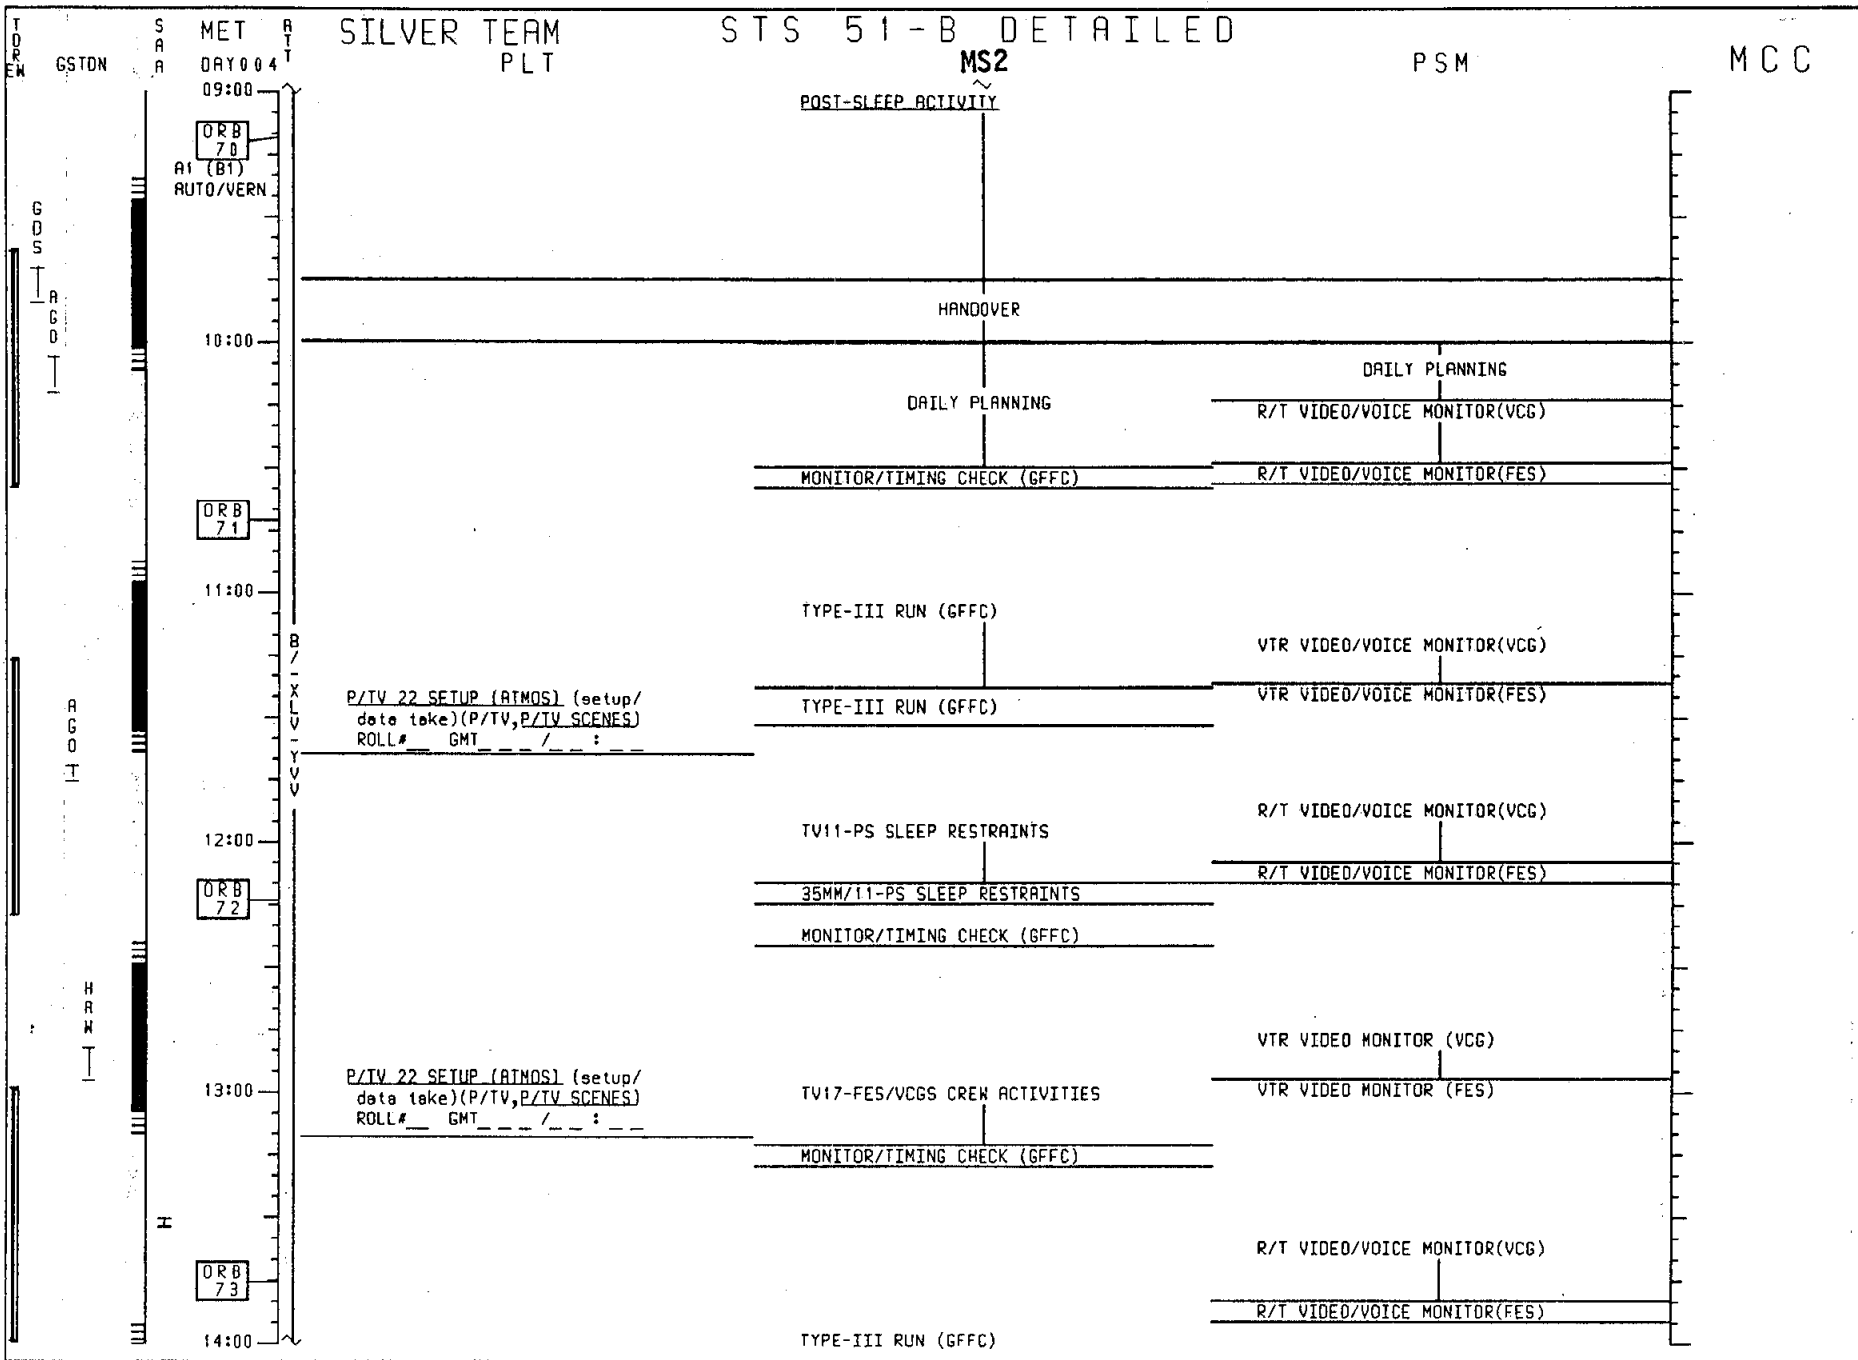 TDRS
EW
GSTDN
SAA
MET
DAY004
ATT
SILVER TEAM
STS 51-B DETAILED
PLT
MS2
PSM
MCC
09:00
POST-SLEEP ACTIVITY
ORB
70
A1 (B1)
AUTO/VERN
GDS
AGO
HANDOVER
10:00
DAILY PLANNING
DAILY PLANNING
R/T VIDEO/VOICE MONITOR(VCG)
MONITOR/TIMING CHECK (GFFC)
R/T VIDEO/VOICE MONITOR(FES)
ORB
71
11:00
TYPE-III RUN (GFFC)
B/-XLV-YVV
VTR VIDEO/VOICE MONITOR(VCG)
P/TV 22 SETUP (ATMOS) (setup/
data take)(P/TV,P/TV SCENES)
ROLL#__ GMT_ _ _ /_ _ : _ _
TYPE-III RUN (GFFC)
VTR VIDEO/VOICE MONITOR(FES)
AGO
R/T VIDEO/VOICE MONITOR(VCG)
12:00
TV11-PS SLEEP RESTRAINTS
R/T VIDEO/VOICE MONITOR(FES)
ORB
72
35MM/11-PS SLEEP RESTRAINTS
MONITOR/TIMING CHECK (GFFC)
HAW
VTR VIDEO MONITOR (VCG)
P/TV 22 SETUP (ATMOS) (setup/
data take)(P/TV,P/TV SCENES)
ROLL#__ GMT_ _ _ /_ _ : _ _
13:00
TV17-FES/VCGS CREW ACTIVITIES
VTR VIDEO MONITOR (FES)
MONITOR/TIMING CHECK (GFFC)
R/T VIDEO/VOICE MONITOR(VCG)
ORB
73
R/T VIDEO/VOICE MONITOR(FES)
14:00
TYPE-III RUN (GFFC)